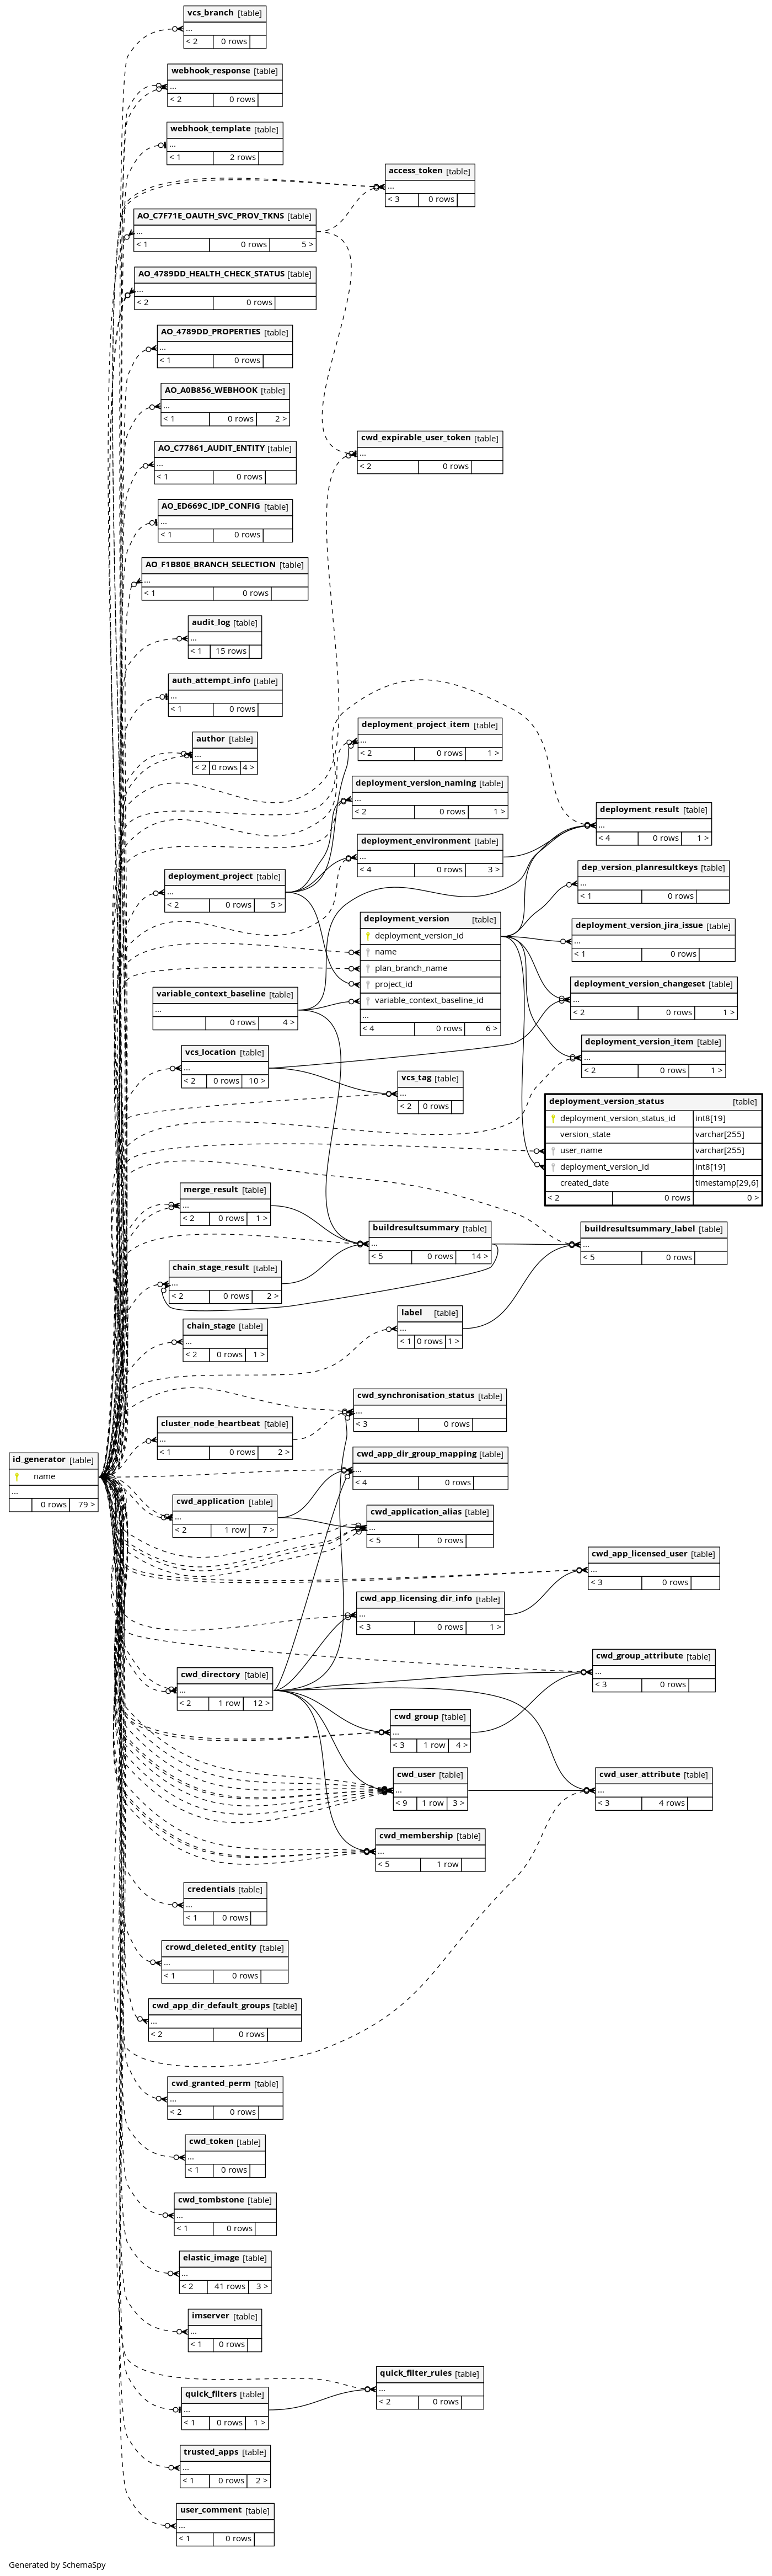 vcs_branch [table]
...
< 2 0 rows
webhook_response [table]
...
< 2 0 rows
webhook_template [table]
...
< 1 2 rows
access_token [table]
...
< 3 0 rows
AO_C7F71E_OAUTH_SVC_PROV_TKNS [table]
...
< 1 0 rows 5 >
AO_4789DD_HEALTH_CHECK_STATUS [table]
...
< 2 0 rows
AO_4789DD_PROPERTIES [table]
...
< 1 0 rows
AO_A0B856_WEBHOOK [table]
...
< 1 0 rows 2 >
cwd_expirable_user_token [table]
...
< 2 0 rows
AO_C77861_AUDIT_ENTITY [table]
...
< 1 0 rows
AO_ED669C_IDP_CONFIG [table]
...
< 1 0 rows
AO_F1B80E_BRANCH_SELECTION [table]
...
< 1 0 rows
audit_log [table]
...
< 1 15 rows
auth_attempt_info [table]
...
< 1 0 rows
author [table]
...
< 2 0 rows 4 >
deployment_project_item [table]
...
< 2 0 rows 1 >
deployment_version_naming [table]
...
< 2 0 rows 1 >
deployment_result [table]
...
< 4 0 rows 1 >
deployment_environment [table]
...
< 4 0 rows 3 >
deployment_project [table]
...
< 2 0 rows 5 >
dep_version_planresultkeys [table]
...
< 1 0 rows
deployment_version [table]
deployment_version_id
name
plan_branch_name
project_id
variable_context_baseline_id
...
< 4 0 rows 6 >
deployment_version_jira_issue [table]
...
< 1 0 rows
variable_context_baseline [table]
...
0 rows 4 >
deployment_version_changeset [table]
...
< 2 0 rows 1 >
vcs_location [table]
...
< 2 0 rows 10 >
deployment_version_item [table]
...
< 2 0 rows 1 >
vcs_tag [table]
...
< 2 0 rows
deployment_version_status [table]
deployment_version_status_id int8[19]
version_state varchar[255]
user_name varchar[255]
deployment_version_id int8[19]
created_date timestamp[29,6]
< 2 0 rows 0 >
merge_result [table]
...
< 2 0 rows 1 >
buildresultsummary [table]
...
< 5 0 rows 14 >
buildresultsummary_label [table]
...
< 5 0 rows
chain_stage_result [table]
...
< 2 0 rows 2 >
label [table]
...
< 1 0 rows 1 >
chain_stage [table]
...
< 2 0 rows 1 >
cwd_synchronisation_status [table]
...
< 3 0 rows
cluster_node_heartbeat [table]
...
< 1 0 rows 2 >
id_generator [table]
name
...
0 rows 79 >
cwd_app_dir_group_mapping [table]
...
< 4 0 rows
cwd_application [table]
...
< 2 1 row 7 >
cwd_application_alias [table]
...
< 5 0 rows
cwd_app_licensed_user [table]
...
< 3 0 rows
cwd_app_licensing_dir_info [table]
...
< 3 0 rows 1 >
cwd_group_attribute [table]
...
< 3 0 rows
cwd_directory [table]
...
< 2 1 row 12 >
cwd_group [table]
...
< 3 1 row 4 >
cwd_user [table]
...
< 9 1 row 3 >
cwd_user_attribute [table]
...
< 3 4 rows
cwd_membership [table]
...
< 5 1 row
credentials [table]
...
< 1 0 rows
crowd_deleted_entity [table]
...
< 1 0 rows
cwd_app_dir_default_groups [table]
...
< 2 0 rows
cwd_granted_perm [table]
...
< 2 0 rows
cwd_token [table]
...
< 1 0 rows
cwd_tombstone [table]
...
< 1 0 rows
elastic_image [table]
...
< 2 41 rows 3 >
imserver [table]
...
< 1 0 rows
quick_filter_rules [table]
...
< 2 0 rows
quick_filters [table]
...
< 1 0 rows 1 >
trusted_apps [table]
...
< 1 0 rows 2 >
user_comment [table]
...
< 1 0 rows
Generated by SchemaSpy